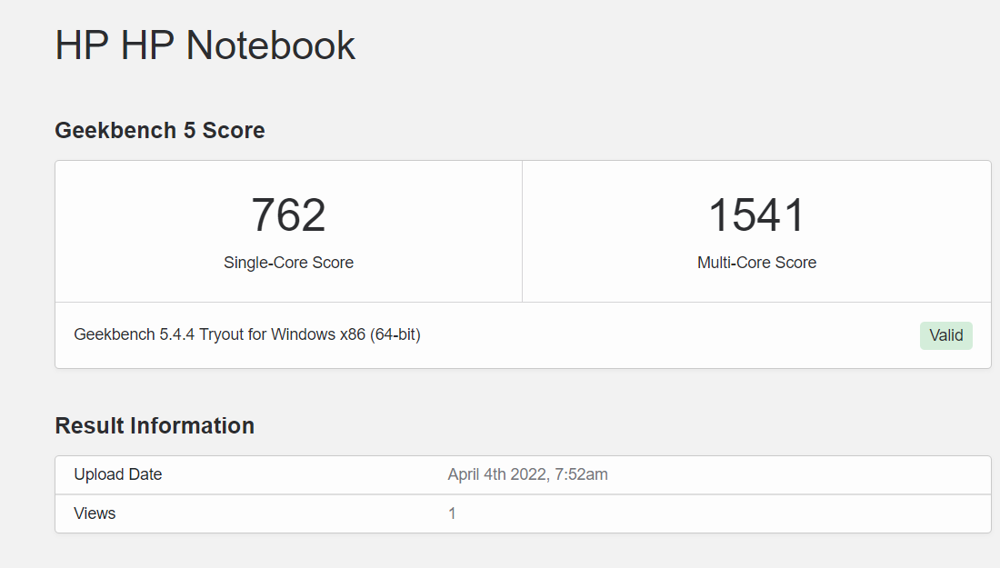 HP HP Notebook
Geekbench 5 Score
762
Single-Core Score
1541
Multi-Core Score
Geekbench 5.4.4 Tryout for Windows x86 (64-bit)
Valid
Result Information
Upload Date
April 4th 2022, 7:52am
Views
1